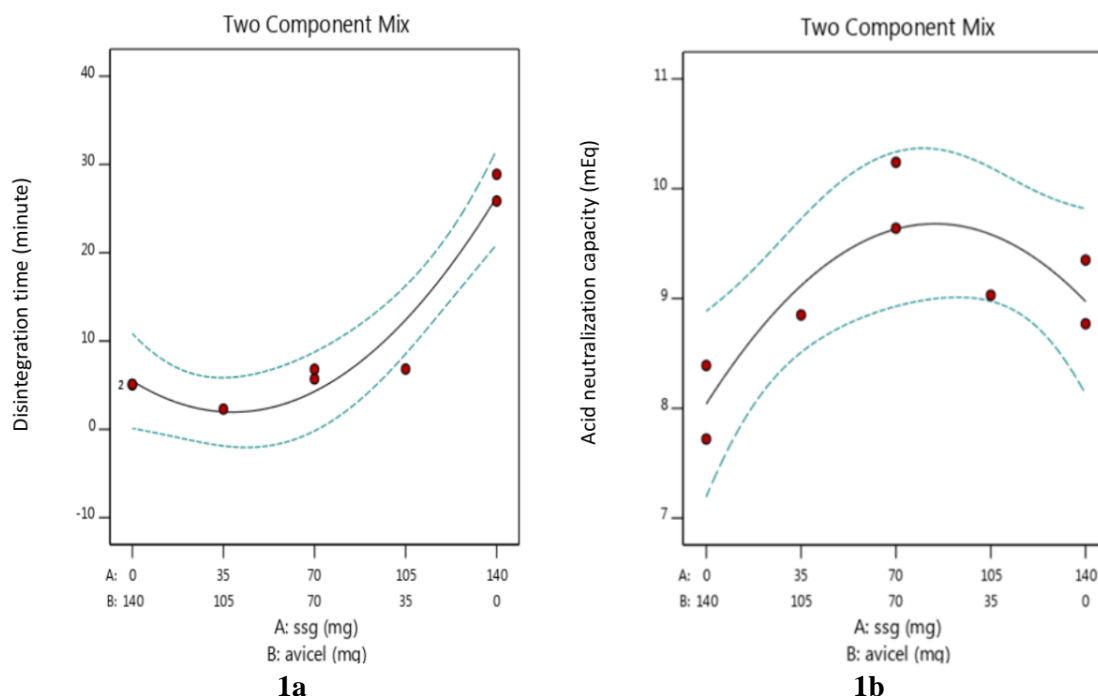 Two Component Mix
Disintegration time (minute)
40
30
20
10
0
-10
2
A: 0 35 70 105 140
B: 140 105 70 35 0
A: ssg (mg)
B: avicel (mg)
1a
Two Component Mix
Acid neutralization capacity (mEq)
11
10
9
8
7
A: 0 35 70 105 140
B: 140 105 70 35 0
A: ssg (mg)
B: avicel (mg)
1b